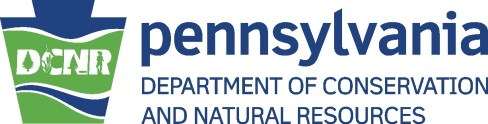 DCNR
pennsylvania
DEPARTMENT OF CONSERVATION
AND NATURAL RESOURCES